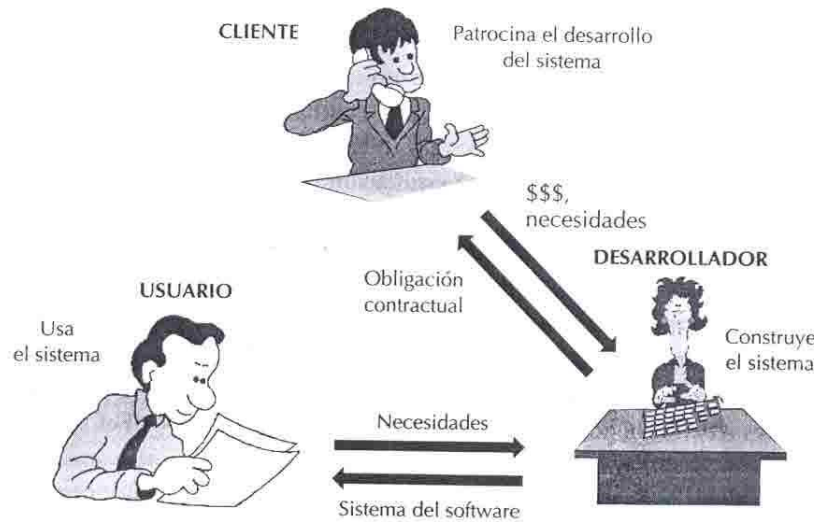 CLIENTE
Patrocina el desarrollo
del sistema
$$$,
necesidades
Obligación
contractual
DESARROLLADOR
Construye
el sistema
USUARIO
Usa
el sistema
Necesidades
Sistema del software